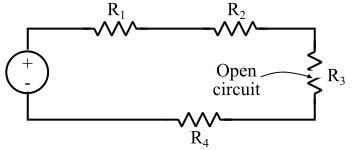 R₁
R₂
+
-
Open
circuit
R₃
R₄